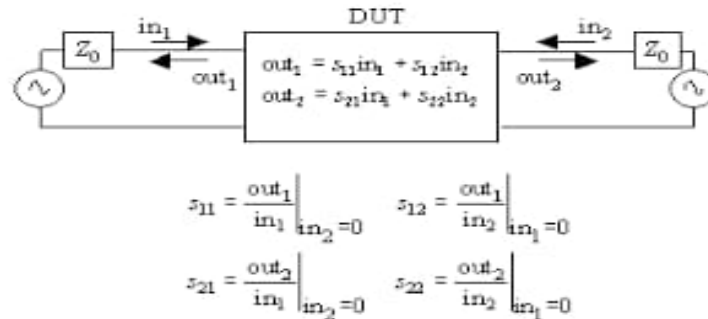 DUT
in₁
in₂
Z₀
Z₀
out₁
out₂
out₁ = s₁₁in₁ + s₁₂in₂
out₂ = s₂₁in₁ + s₂₂in₂
s₁₁ = out₁/in₁ |in₂=0
s₁₂ = out₁/in₂ |in₁=0
s₂₁ = out₂/in₁ |in₂=0
s₂₂ = out₂/in₂ |in₁=0